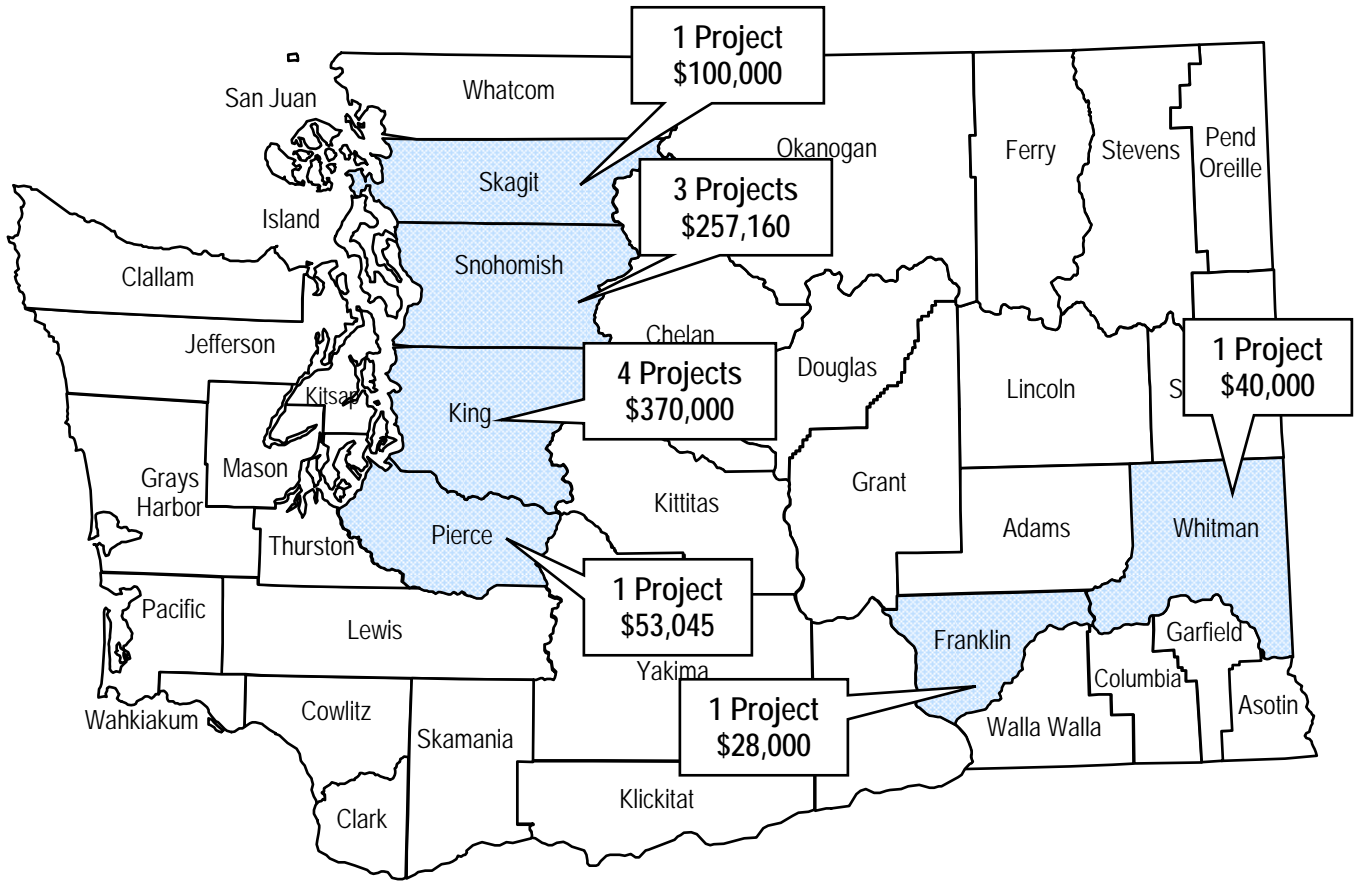 1 Project
$100,000
Whatcom
San Juan
Okanogan
Ferry
Stevens
Pend
Oreille
Skagit
3 Projects
$257,160
Island
Snohomish
Clallam
Chelan
Jefferson
Douglas
1 Project
$40,000
4 Projects
$370,000
Kitsap
King
Lincoln
S
Mason
Grays
Harbor
Grant
Kittitas
Adams
Whitman
Pierce
Thurston
1 Project
$53,045
Pacific
Lewis
Franklin
Garfield
Yakima
Columbia
1 Project
$28,000
Asotin
Wahkiakum
Cowlitz
Skamania
Walla Walla
Klickitat
Clark